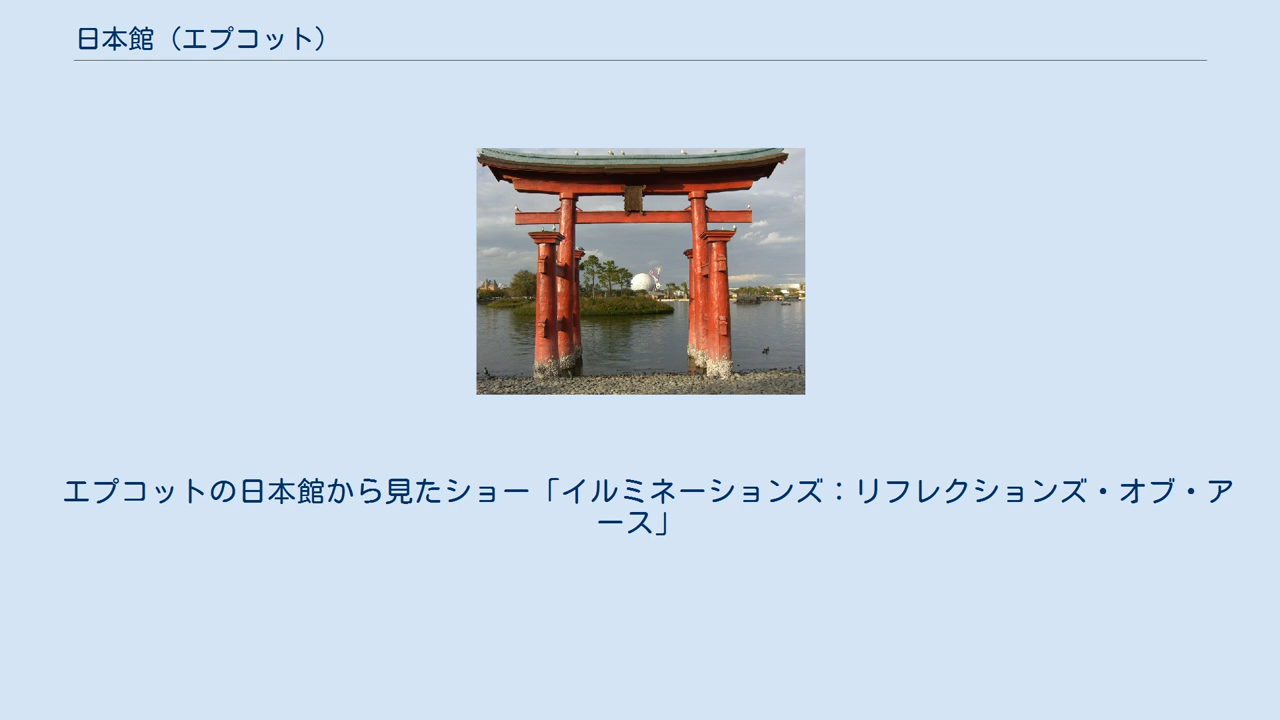 日本館（エプコット）
エプコットの日本館から見たショー「イルミネーションズ：リフレクションズ・オブ・ア
ース」